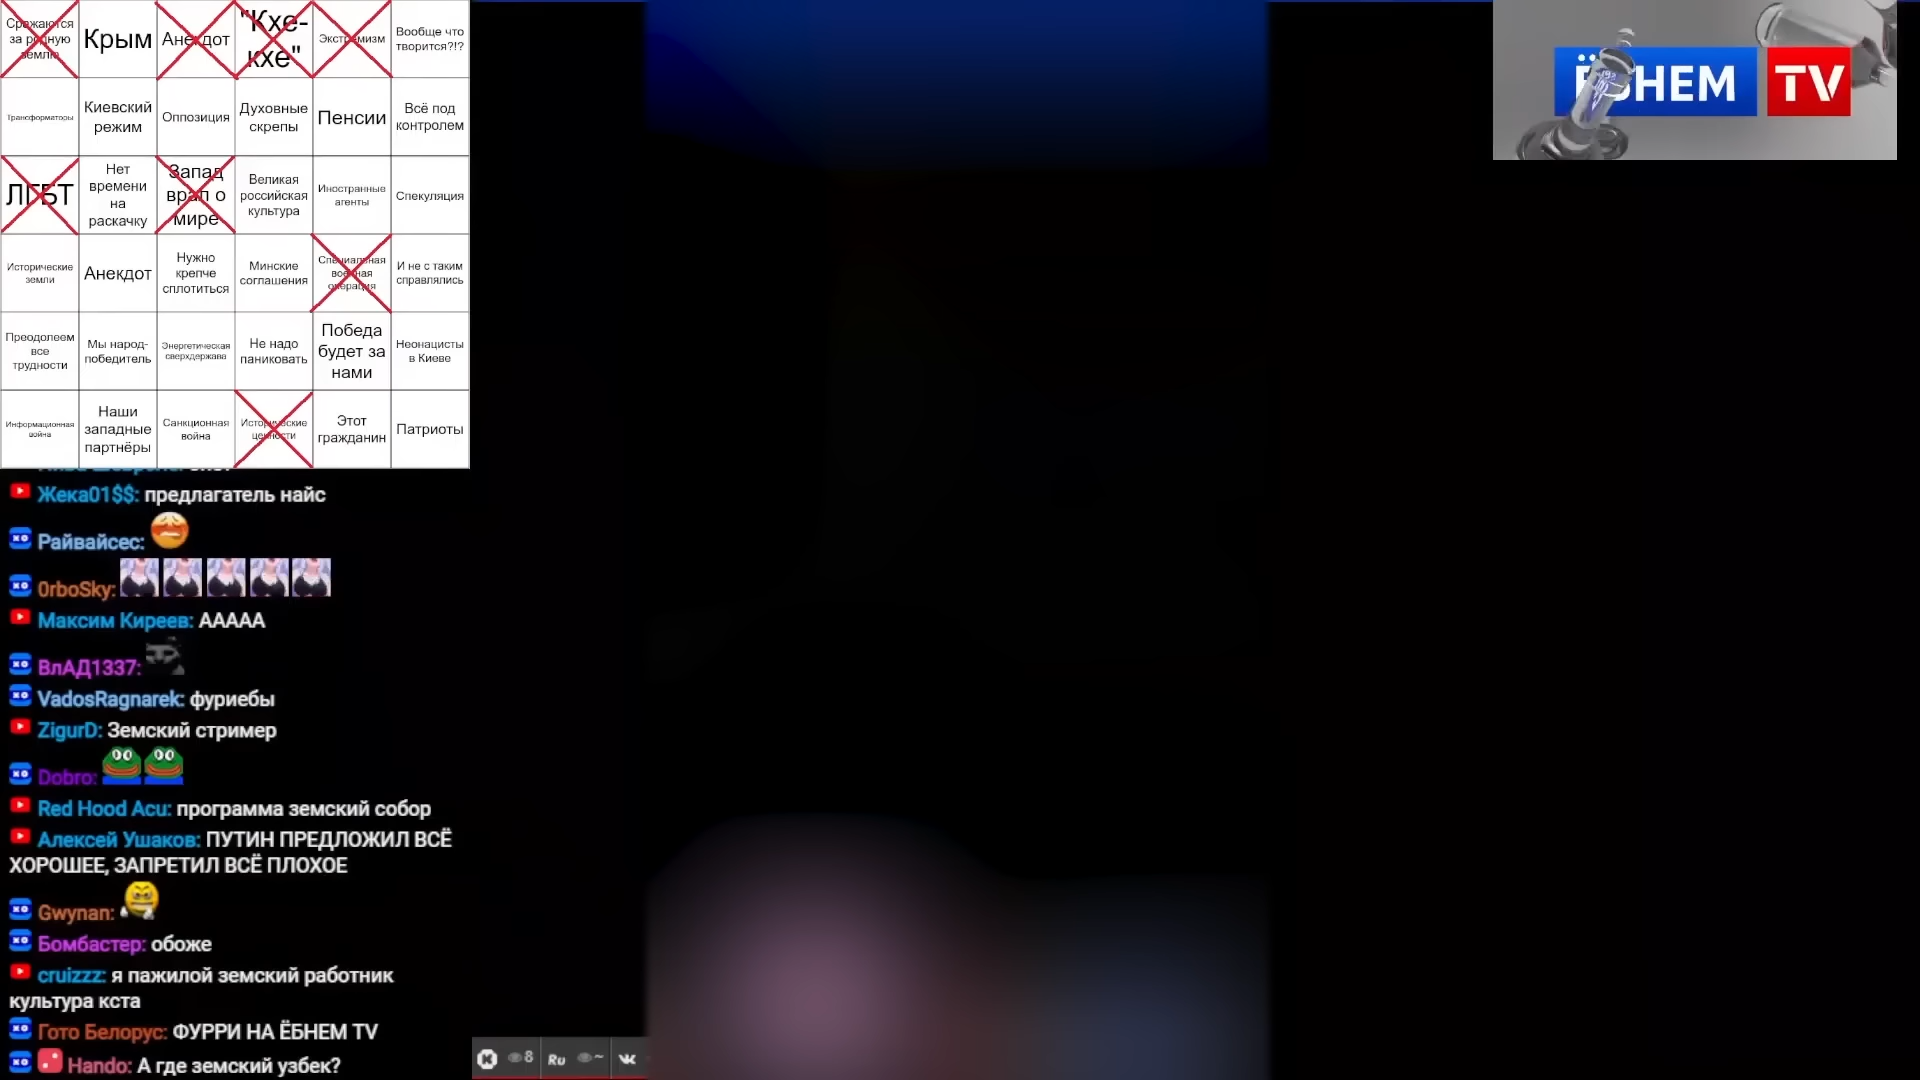 Сражаются
за родную
землю
Крым
Анекдот
"Кхе-
кхе"
Экстремизм
Вообще что
творится?!?
Трансформаторы
Киевский
режим
Оппозиция
Духовные
скрепы
Пенсии
Всё под
контролем
ЛГБТ
Нет
времени
на
раскачку
Запад
врал о
мире
Великая
российская
культура
Иностранные
агенты
Спекуляция
Исторические
земли
Анекдот
Нужно
крепче
сплотиться
Минские
соглашения
Специальная
военная
операция
И не с таким
справлялись
Преодолеем
все
трудности
Мы народ-
победитель
Энергетическая
сверхдержава
Не надо
паниковать
Победа
будет за
нами
Неонацисты
в Киеве
Информационная
война
Наши
западные
партнёры
Санкционная
война
Исторические
ценности
Этот
гражданин
Патриоты
ЁБНЕМ TV
Жека01$$: предлагатель найс
Райвайсес:
0rboSky:
Максим Киреев: ААААА
ВлАД1337:
VadosRagnarek: фуриебы
ZigurD: Земский стример
Dobro:
Red Hood Acu: программа земский собор
Алексей Ушаков: ПУТИН ПРЕДЛОЖИЛ ВСЁ
ХОРОШЕЕ, ЗАПРЕТИЛ ВСЁ ПЛОХОЕ
Gwynan:
Бомбастер: обоже
cruizzz: я пажилой земский работник
культура кста
Гото Белорус: ФУРРИ НА ЁБНЕМ TV
Hando: А где земский узбек?
8
Ru
~